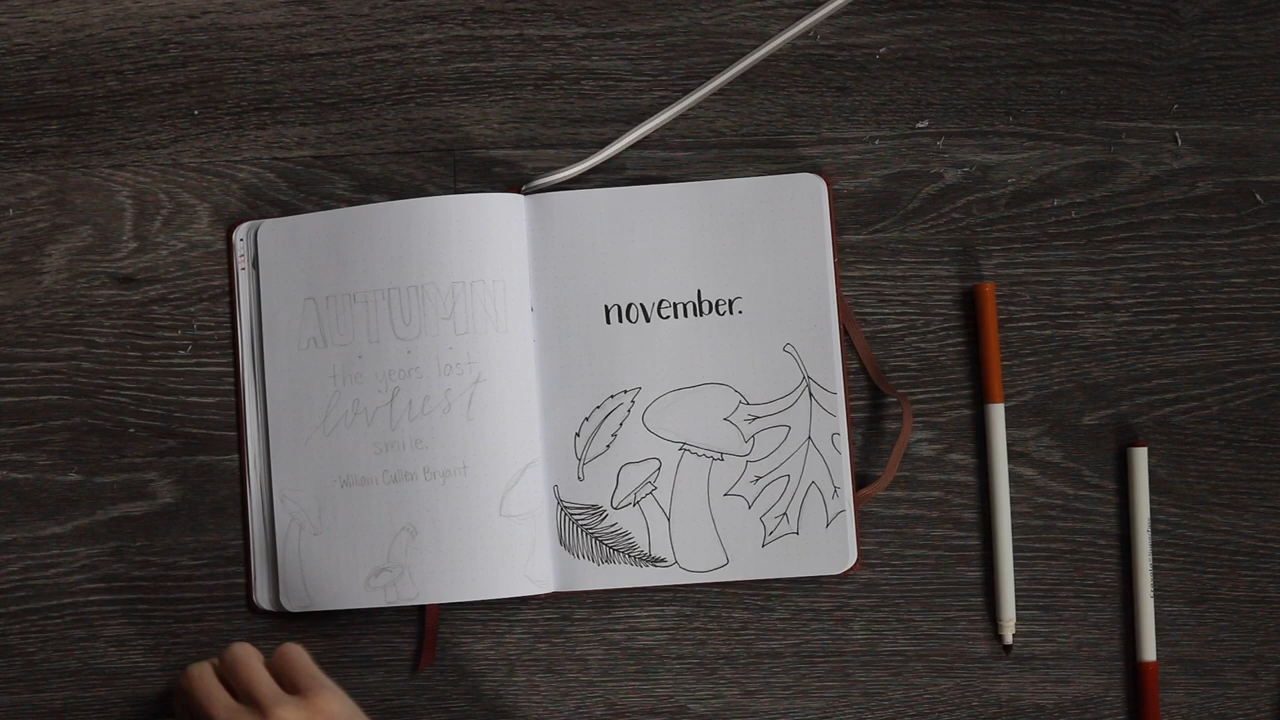 AUTUMN
the years last
loveliest
smile.
-William Cullen Bryant
november.